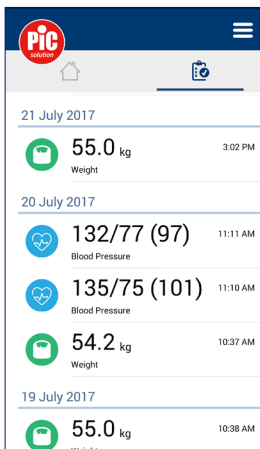 PiC
solution
21 July 2017
55.0 kg 3:02 PM
Weight
20 July 2017
132/77 (97) 11:11 AM
Blood Pressure
135/75 (101) 11:10 AM
Blood Pressure
54.2 kg 10:37 AM
Weight
19 July 2017
55.0 kg 10:38 AM
Weight